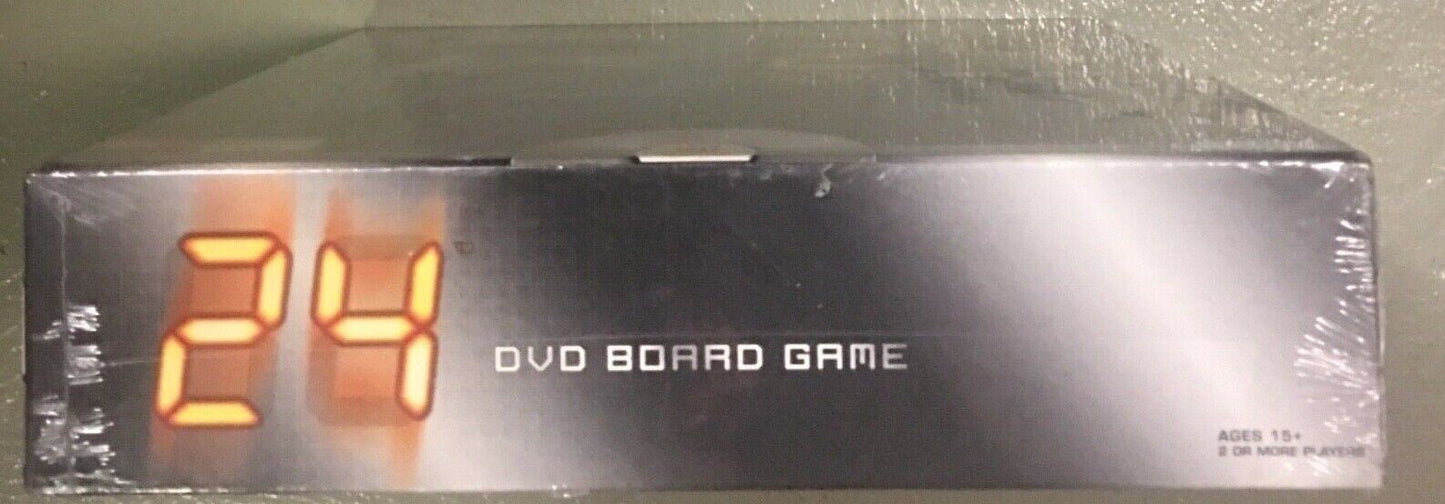 24
DVD BOARD GAME
AGES 15+
2 OR MORE PLAYERS